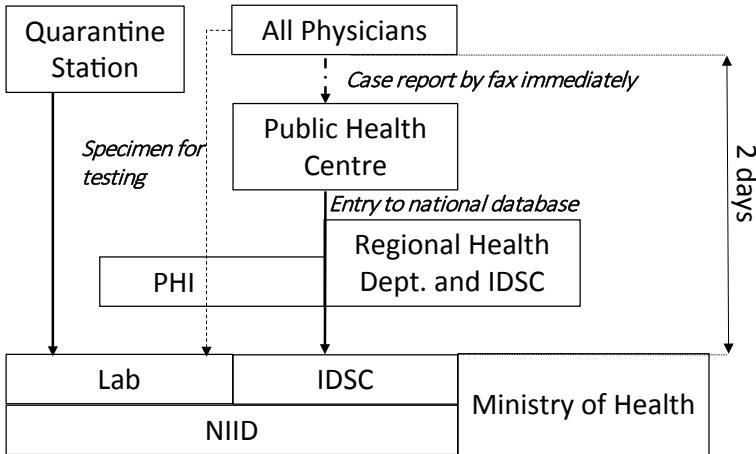 Quarantine
Station
All Physicians
Case report by fax immediately
Public Health
Centre
Specimen for
testing
2 days
Entry to national database
Regional Health
Dept. and IDSC
PHI
Lab
IDSC
Ministry of Health
NIID